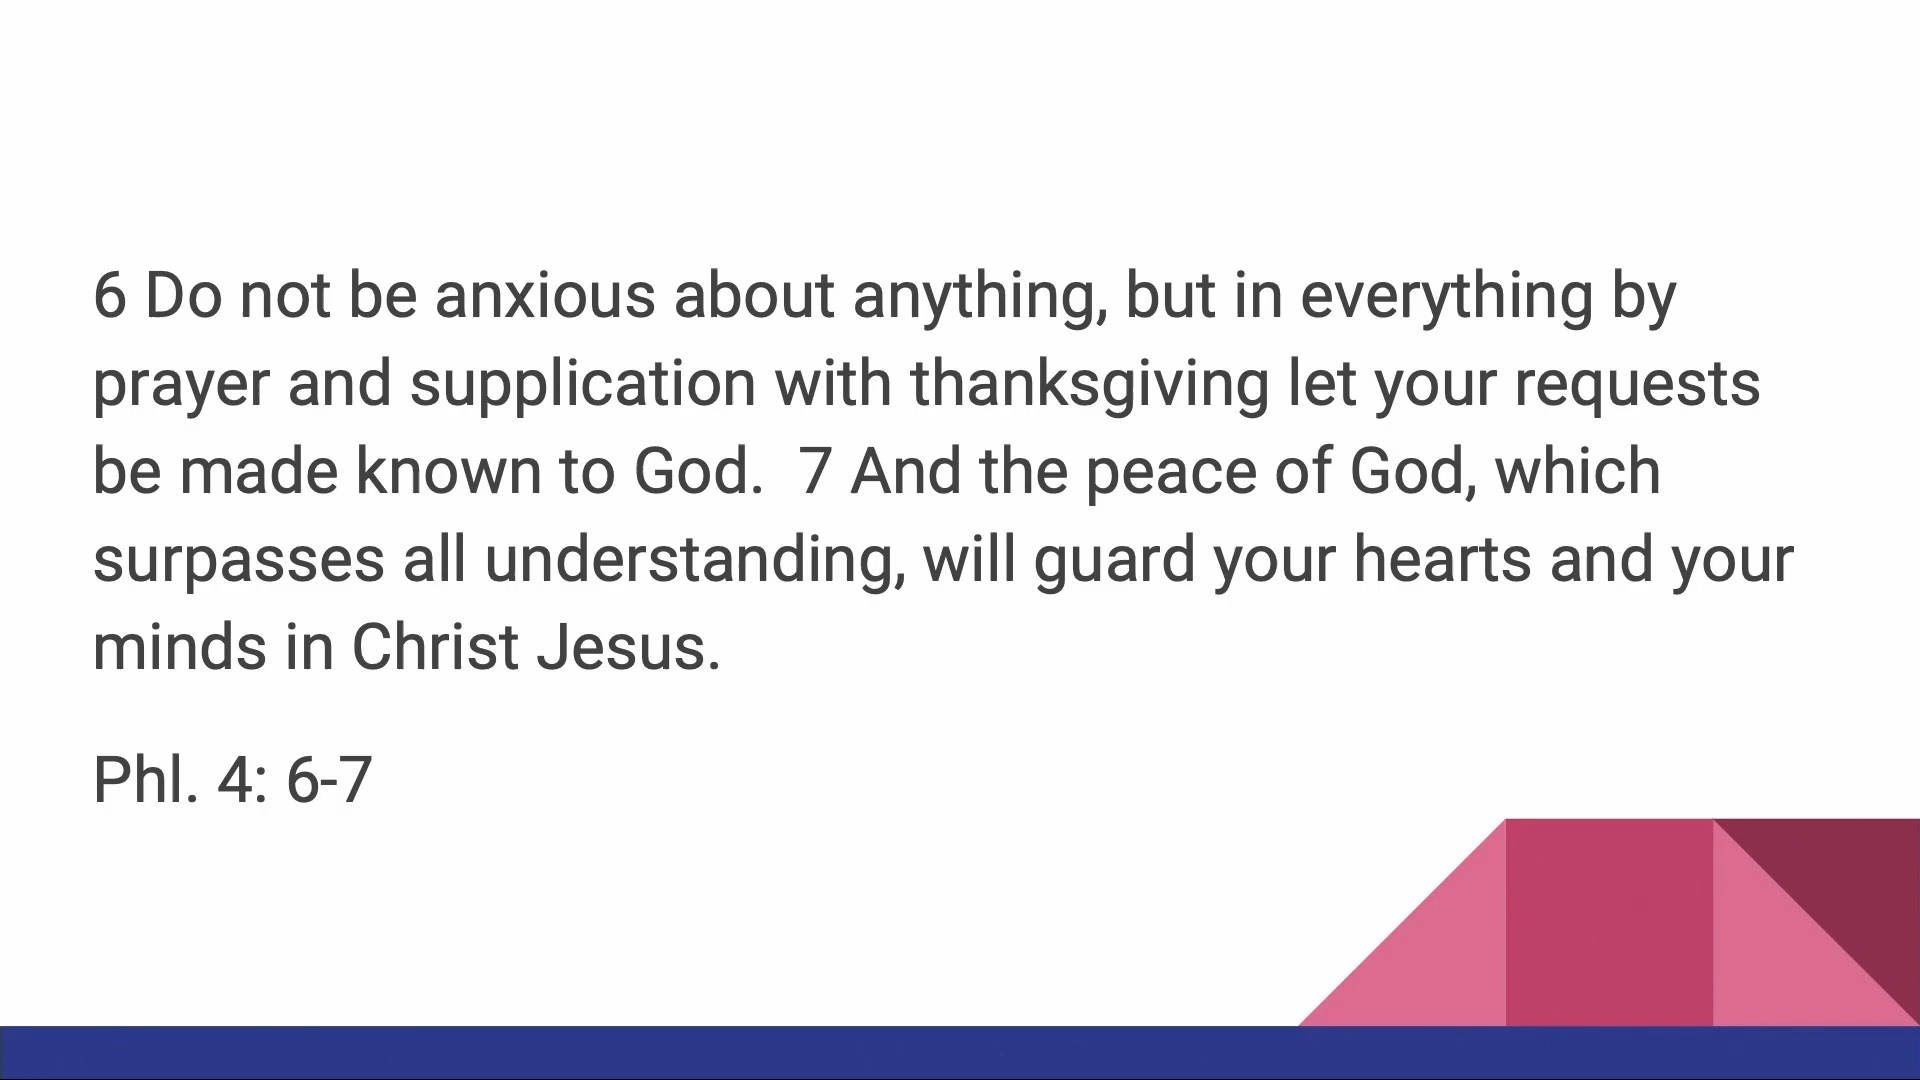 6 Do not be anxious about anything, but in everything by
prayer and supplication with thanksgiving let your requests
be made known to God.  7 And the peace of God, which
surpasses all understanding, will guard your hearts and your
minds in Christ Jesus.
Phl. 4: 6-7